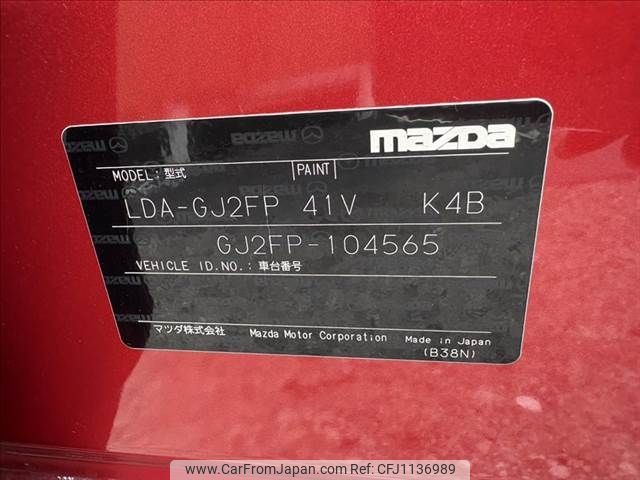 mazda
MODEL: 型式 PAINT
LDA-GJ2FP 41V K4B
GJ2FP-104565
VEHICLE ID.NO.: 車台番号
マツダ株式会社 Mazda Motor Corporation Made in Japan
(B38N)
www.CarFromJapan.com CFJ1136989